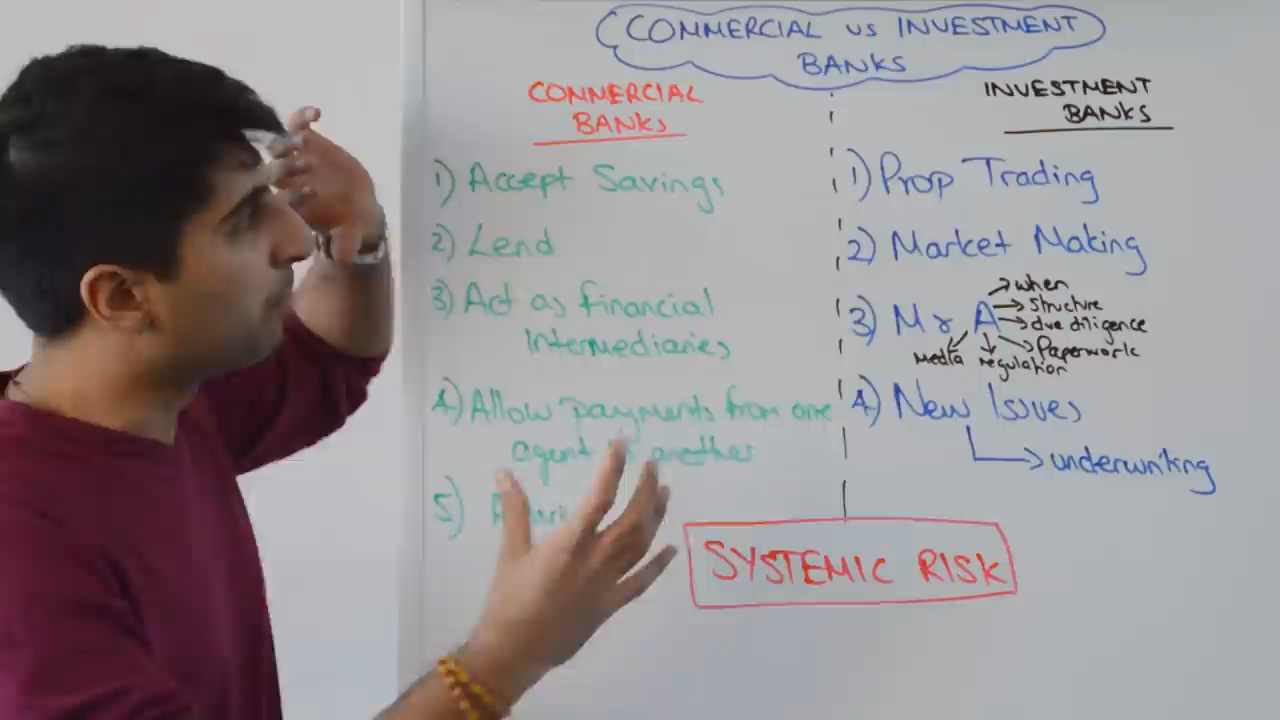 COMMERCIAL vs INVESTMENT
BANKS
COMMERCIAL
BANKS
1) Accept Savings
2) Lend
3) Act as financial
Intermediaries
4) Allow payments from one
agent another
5)
INVESTMENT
BANKS
1) Prop Trading
2) Market Making
3) M & A
when
Structure
due diligence
Paperwork
regulation
Media
4) New Issues
underwriting
SYSTEMIC RISK